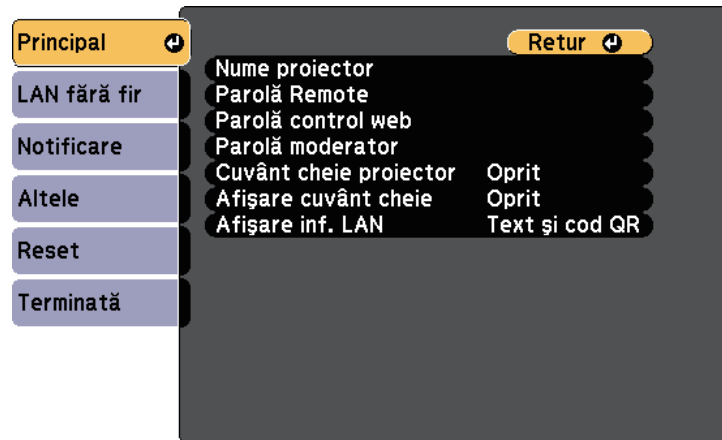 Principal
LAN fără fir
Notificare
Altele
Reset
Terminată
Retur
Nume proiector
Parolă Remote
Parolă control web
Parolă moderator
Cuvânt cheie proiector Oprit
Afişare cuvânt cheie Oprit
Afişare inf. LAN Text şi cod QR